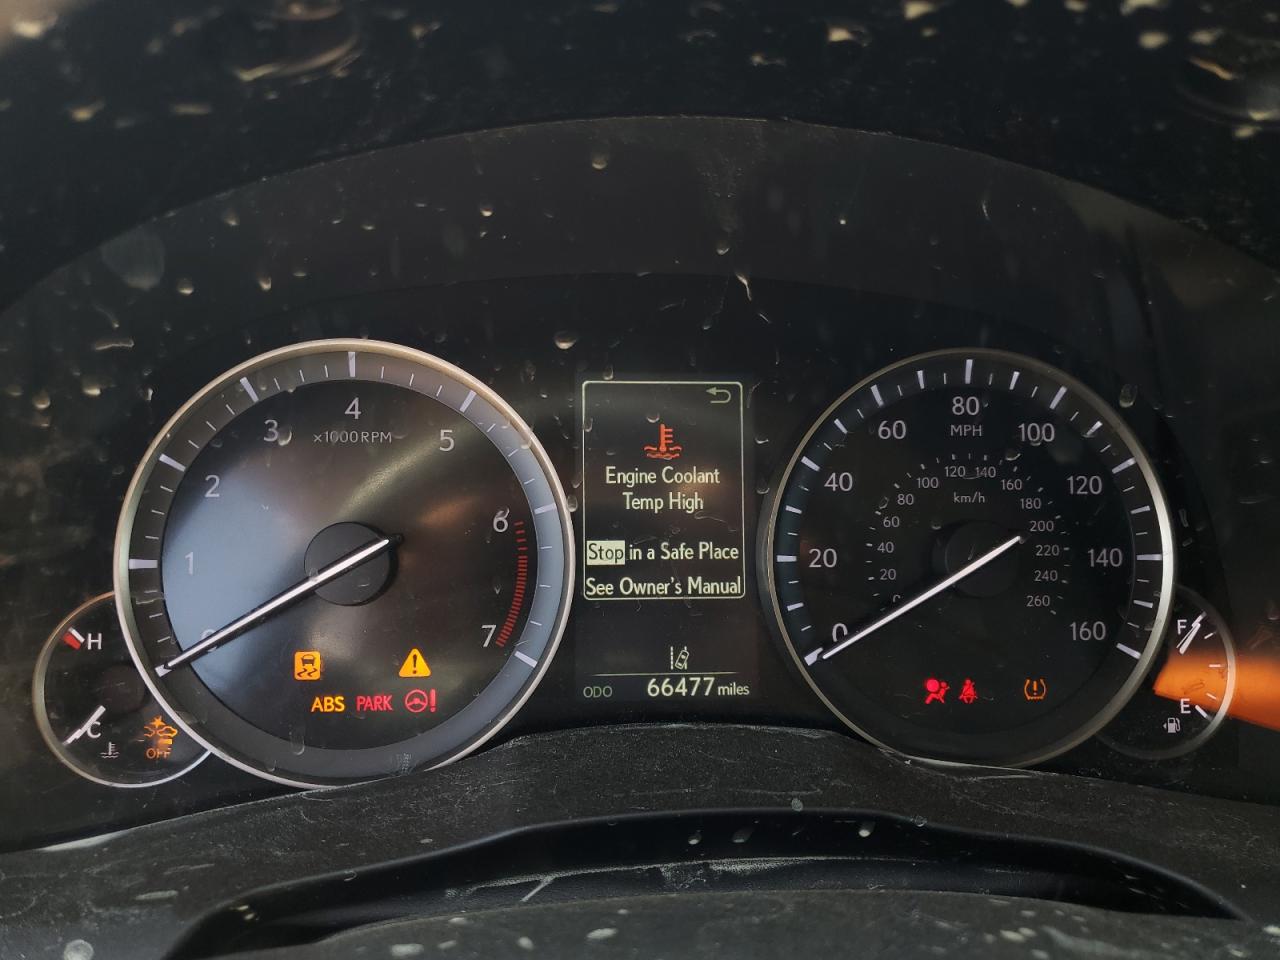 4
3
×1000RPM
5
2
6
1
7
0
H
C
OFF
ABS PARK !
!
Engine Coolant
Temp High
Stop in a Safe Place
See Owner's Manual
ODO 66477 miles
80
60 MPH 100
40 120
20 140
0 160
120 140
100 160
80 km/h 180
60 200
40 220
20 240
0 260
!
F
E